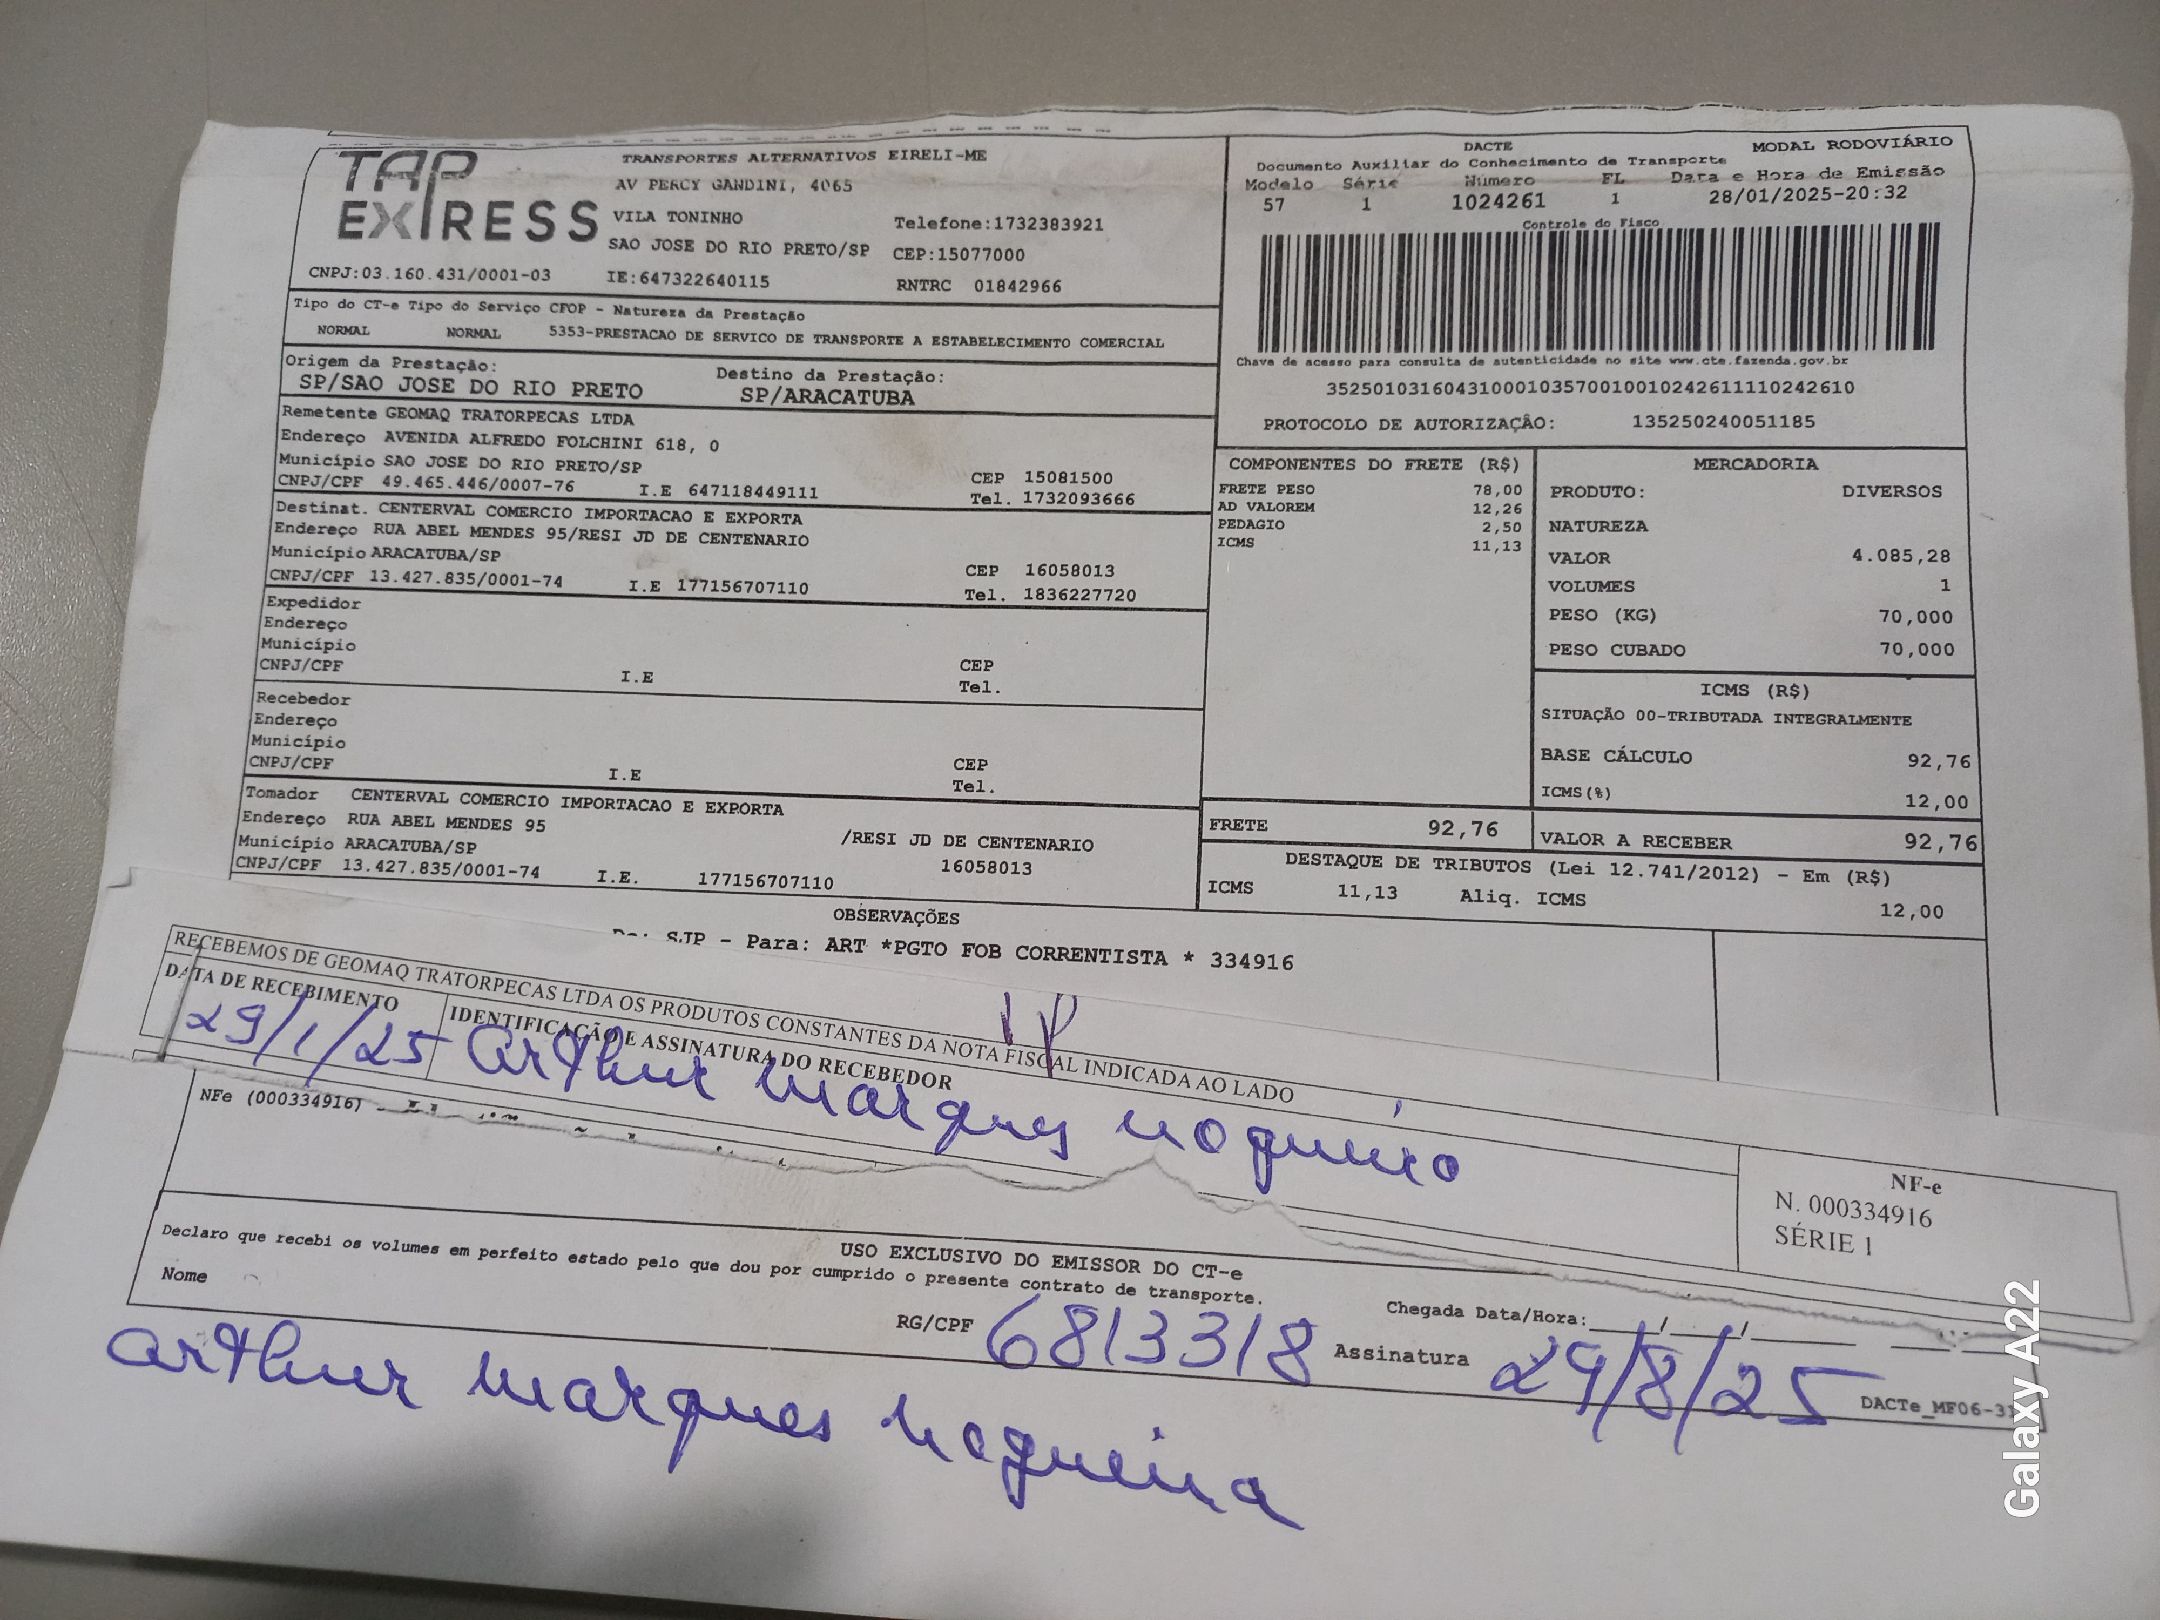 TAP EXPRESS
TRANSPORTES ALTERNATIVOS EIRELI-ME
AV PERCY GANDINI, 4065
VILA TONINHO Telefone:1732383921
SAO JOSE DO RIO PRETO/SP CEP:15077000
CNPJ:03.160.431/0001-03 IE:647322640115 RNTRC 01842966
Tipo do CT-e Tipo do Serviço CFOP - Natureza da Prestação
NORMAL NORMAL 5353-PRESTACAO DE SERVICO DE TRANSPORTE A ESTABELECIMENTO COMERCIAL
Origem da Prestação: Destino da Prestação:
SP/SAO JOSE DO RIO PRETO SP/ARACATUBA
Remetente GEOMAQ TRATORPECAS LTDA
Endereço AVENIDA ALFREDO FOLCHINI 618, 0
Município SAO JOSE DO RIO PRETO/SP CEP 15081500
CNPJ/CPF 49.465.446/0007-76 I.E 647118449111 Tel. 1732093666
Destinat. CENTERVAL COMERCIO IMPORTACAO E EXPORTA
Endereço RUA ABEL MENDES 95/RESI JD DE CENTENARIO
Município ARACATUBA/SP CEP 16058013
CNPJ/CPF 13.427.835/0001-74 I.E 177156707110 Tel. 1836227720
Expedidor
Endereço
Município
CNPJ/CPF I.E CEP
Tel.
Recebedor
Endereço
Município
CNPJ/CPF I.E CEP
Tel.
Tomador CENTERVAL COMERCIO IMPORTACAO E EXPORTA
Endereço RUA ABEL MENDES 95 /RESI JD DE CENTENARIO
Município ARACATUBA/SP 16058013
CNPJ/CPF 13.427.835/0001-74 I.E. 177156707110
DACTE MODAL RODOVIÁRIO
Documento Auxiliar do Conhecimento de Transporte
Modelo Série Número FL Data e Hora de Emissão
57 1 1024261 1 28/01/2025-20:32
Controle do Fisco
Chave de acesso para consulta de autenticidade no site www.cte.fazenda.gov.br
35250103160431000103570010010242611110242610
PROTOCOLO DE AUTORIZAÇÃO: 135250240051185
COMPONENTES DO FRETE (R$)
FRETE PESO 78,00
AD VALOREM 12,26
PEDAGIO 2,50
ICMS 11,13
MERCADORIA
PRODUTO: DIVERSOS
NATUREZA
VALOR 4.085,28
VOLUMES 1
PESO (KG) 70,000
PESO CUBADO 70,000
ICMS (R$)
SITUAÇÃO 00-TRIBUTADA INTEGRALMENTE
BASE CÁLCULO 92,76
ICMS(%) 12,00
FRETE 92,76 VALOR A RECEBER 92,76
DESTAQUE DE TRIBUTOS (Lei 12.741/2012) - Em (R$)
ICMS 11,13 Aliq. ICMS 12,00
OBSERVAÇÕES
De: SJP - Para: ART *PGTO FOB CORRENTISTA * 334916
RECEBEMOS DE GEOMAQ TRATORPECAS LTDA OS PRODUTOS CONSTANTES DA NOTA FISCAL INDICADA AO LADO
DATA DE RECEBIMENTO IDENTIFICAÇÃO E ASSINATURA DO RECEBEDOR
29/1/25 Arthur Marques Nogueira
NF-e
N. 000334916
SÉRIE 1
NFe (000334916)
USO EXCLUSIVO DO EMISSOR DO CT-e
Declaro que recebi os volumes em perfeito estado pelo que dou por cumprido o presente contrato de transporte.
Nome RG/CPF 6813318 Assinatura Chegada Data/Hora:___/___/___
29/8/25
Arthur Marques Nogueira
Galaxy A22